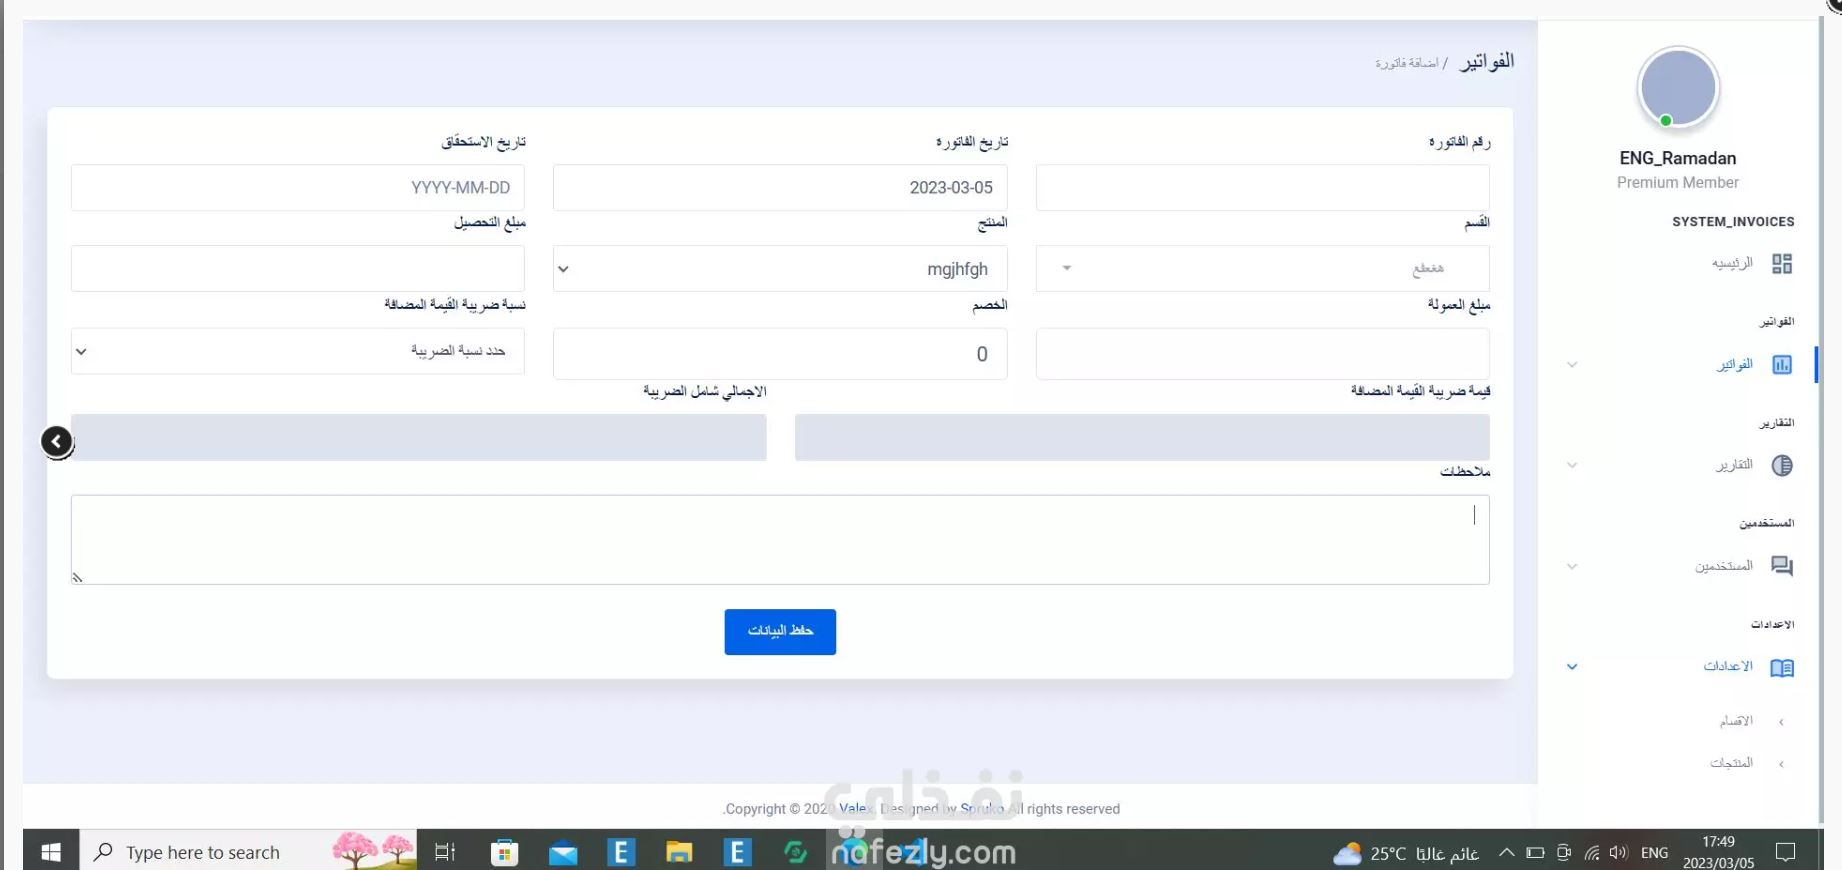 الفواتير / اضافة فاتورة
رقم الفاتورة
تاريخ الفاتورة
تاريخ الاستحقاق
2023-03-05
YYYY-MM-DD
القسم
المنتج
مبلغ التحصيل
هغطع
mgjhfgh
مبلغ العمولة
الخصم
نسبة ضريبة القيمة المضافة
0
حدد نسبة الضريبة
قيمة ضريبة القيمة المضافة
الاجمالي شامل الضريبة
ملاحظات
حفظ البيانات
ENG_Ramadan
Premium Member
SYSTEM_INVOICES
الرئيسيه
الفواتير
الفواتير
التقارير
التقارير
المستخدمين
المستخدمين
الاعدادات
الاعدادات
الاقسام
المنتجات
.Copyright © 2020 Valex. Designed by Spruko All rights reserved
نفذلي
nafezly.com
Type here to search
E
E
25°C غائم غالبًا
ENG
17:49
2023/03/05